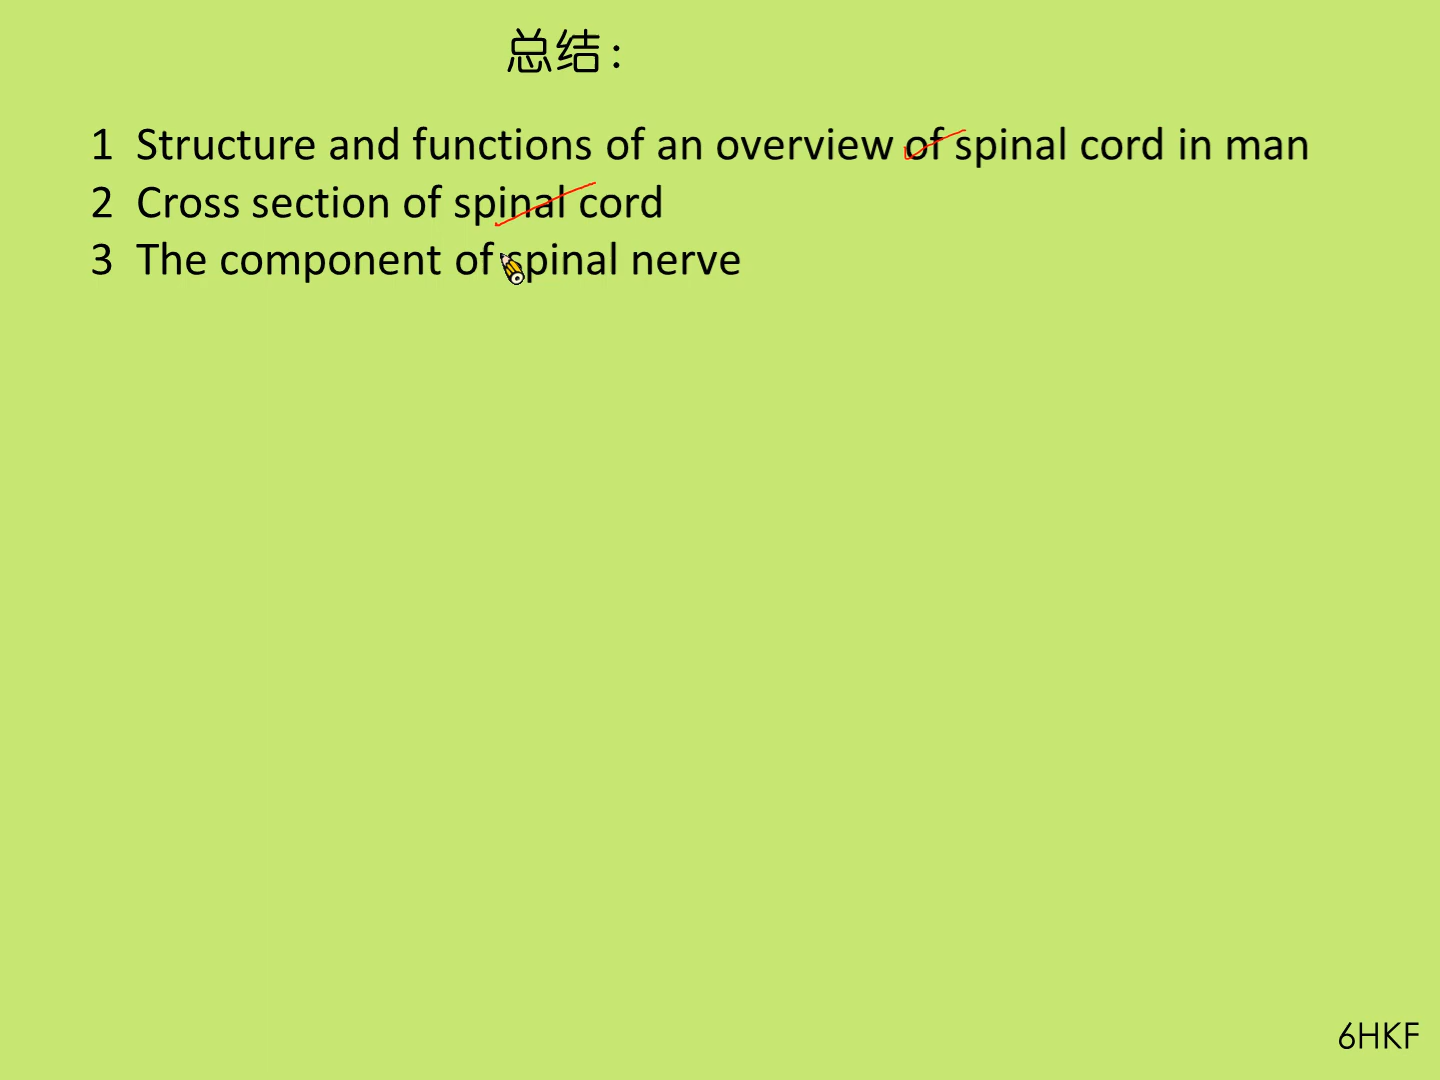 总结：
1 Structure and functions of an overview of spinal cord in man
2 Cross section of spinal cord
3 The component of spinal nerve
6HKF